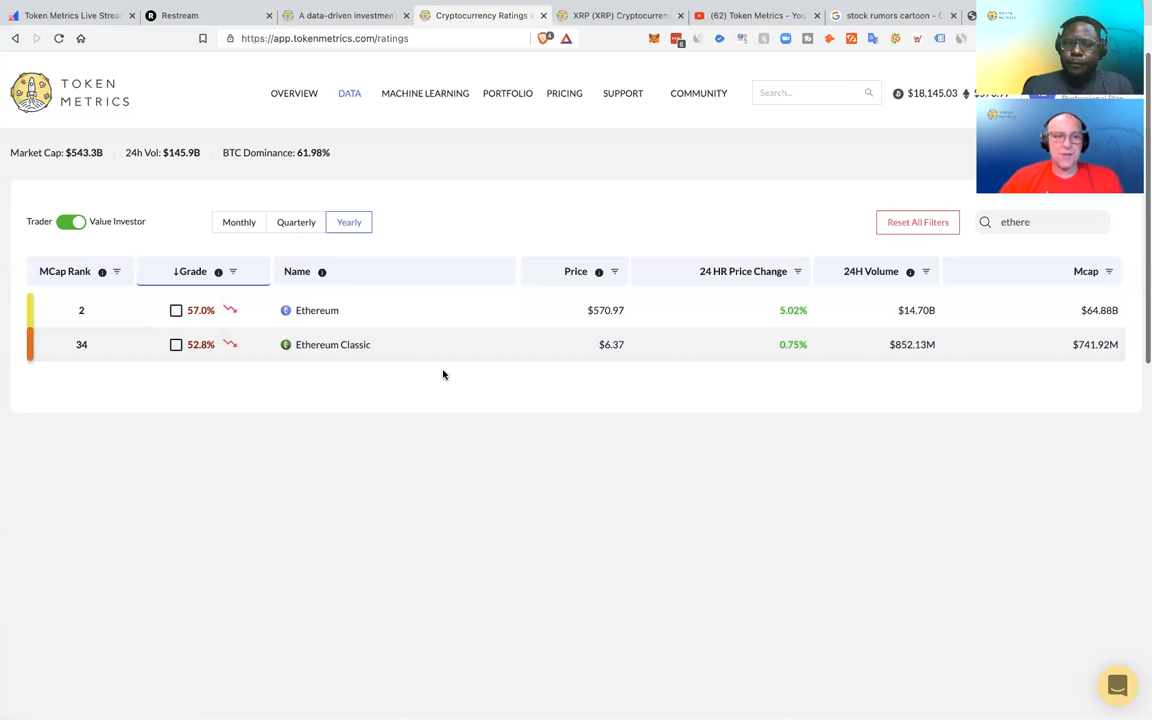 Token Metrics Live Strea
Restream
A data-driven investmen
Cryptocurrency Ratings
XRP (XRP) Cryptocurren
(62) Token Metrics - You
stock rumors cartoon - G
https://app.tokenmetrics.com/ratings
4
6
TOKEN METRICS
OVERVIEW
DATA
MACHINE LEARNING
PORTFOLIO
PRICING
SUPPORT
COMMUNITY
Search...
$18,145.03
Market Cap: $543.3B
24h Vol: $145.9B
BTC Dominance: 61.98%
Trader
Value Investor
Monthly
Quarterly
Yearly
Reset All Filters
ethere
MCap Rank
↓Grade
Name
Price
24 HR Price Change
24H Volume
Mcap
2 57.0% Ethereum $570.97 5.02% $14.70B $64.88B
34 52.8% Ethereum Classic $6.37 0.75% $852.13M $741.92M